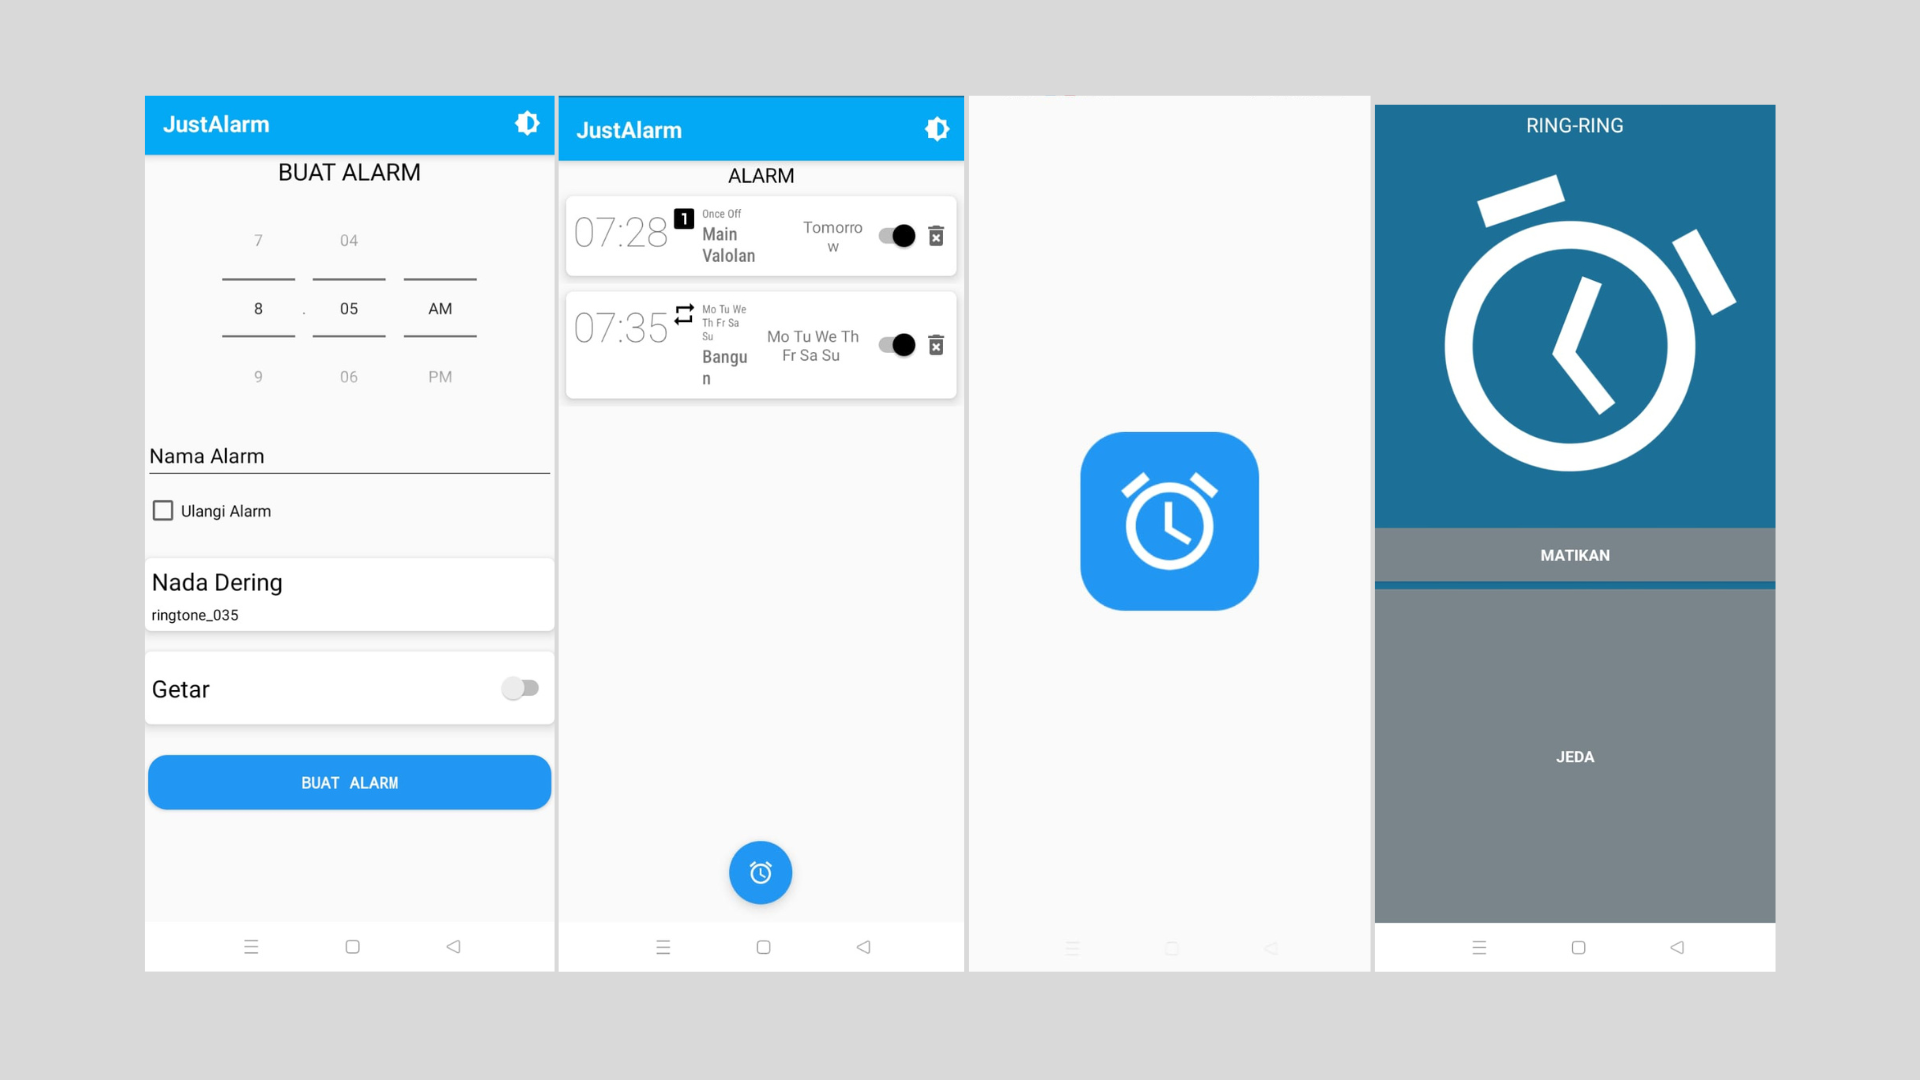 JustAlarm
BUAT ALARM
7 04
8 . 05 AM
9 06 PM
Nama Alarm
Ulangi Alarm
Nada Dering
ringtone_035
Getar
BUAT ALARM
JustAlarm
ALARM
07:28
1
Once Off
Main
Valolan
Tomorro
w
07:35
Mo Tu We
Th Fr Sa
Su
Bangu
n
Mo Tu We Th
Fr Sa Su
RING-RING
MATIKAN
JEDA